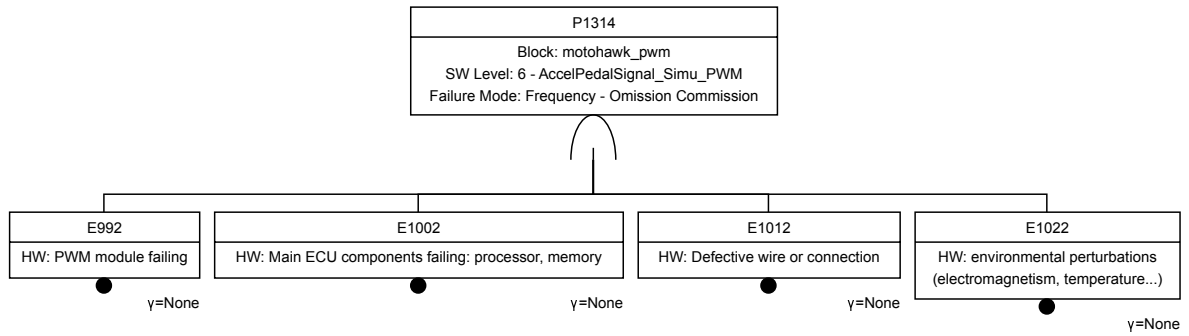 P1314
Block: motohawk_pwm
SW Level: 6 - AccelPedalSignal_Simu_PWM
Failure Mode: Frequency - Omission Commission
E992
HW: PWM module failing
γ=None
E1002
HW: Main ECU components failing: processor, memory
γ=None
E1012
HW: Defective wire or connection
γ=None
E1022
HW: environmental perturbations
(electromagnetism, temperature...)
γ=None